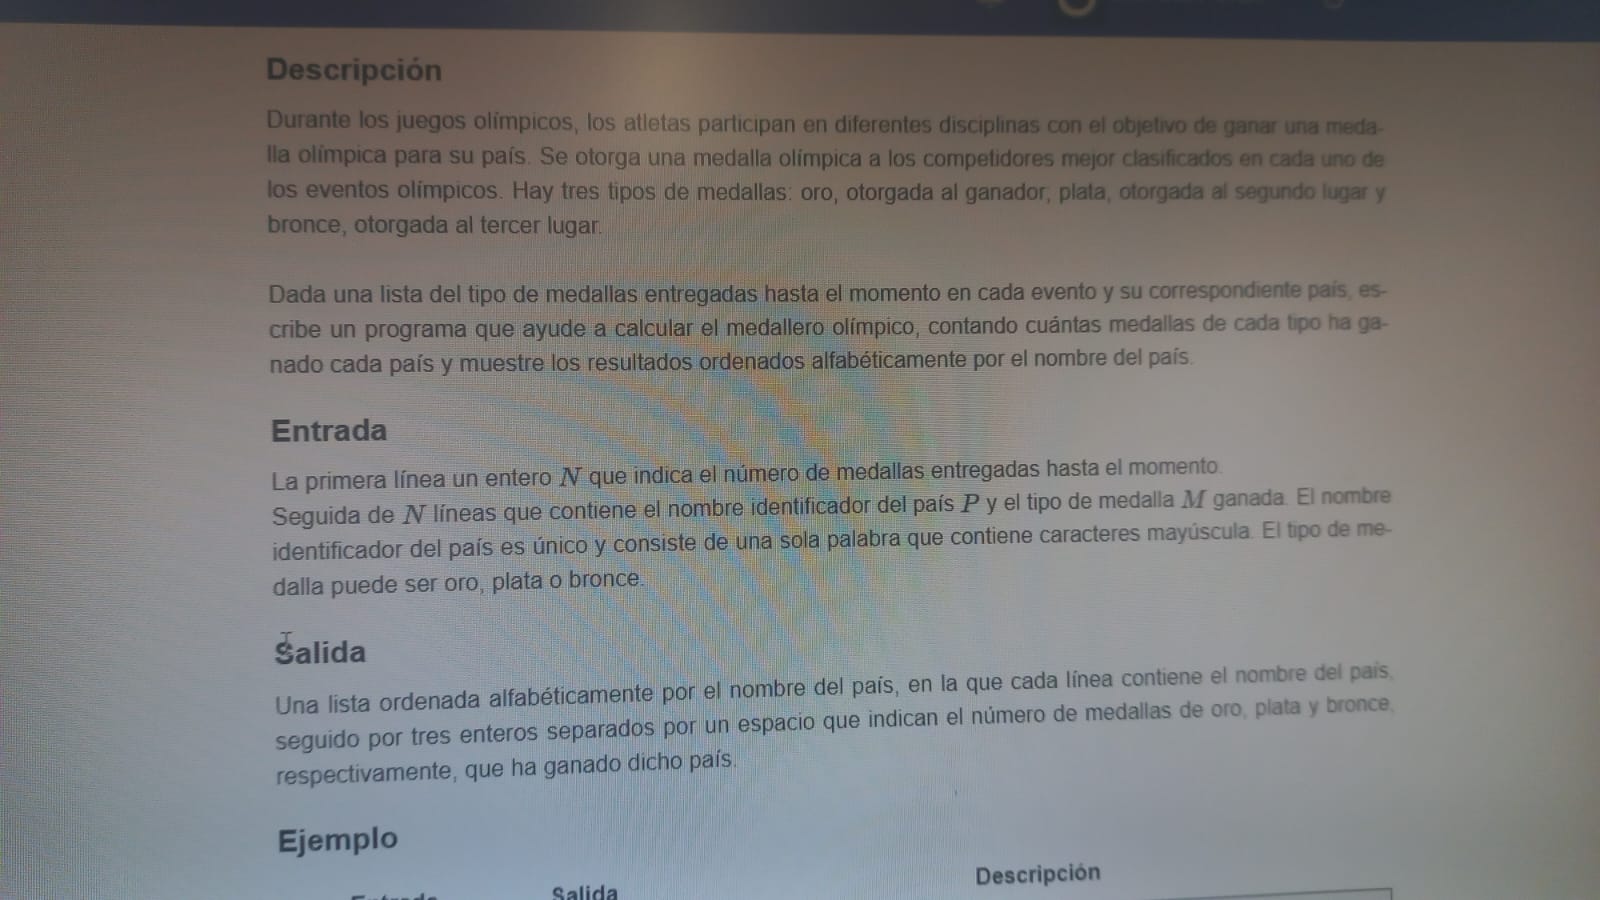 Descripción
Durante los juegos olímpicos, los atletas participan en diferentes disciplinas con el objetivo de ganar una meda-
lla olímpica para su país. Se otorga una medalla olímpica a los competidores mejor clasificados en cada uno de
los eventos olímpicos. Hay tres tipos de medallas: oro, otorgada al ganador; plata, otorgada al segundo lugar y
bronce, otorgada al tercer lugar.
Dada una lista del tipo de medallas entregadas hasta el momento en cada evento y su correspondiente país, es-
cribe un programa que ayude a calcular el medallero olímpico, contando cuántas medallas de cada tipo ha ga-
nado cada país y muestre los resultados ordenados alfabéticamente por el nombre del país.
Entrada
La primera línea un entero N que indica el número de medallas entregadas hasta el momento.
Seguida de N líneas que contiene el nombre identificador del país P y el tipo de medalla M ganada. El nombre
identificador del país es único y consiste de una sola palabra que contiene caracteres mayúscula. El tipo de me-
dalla puede ser oro, plata o bronce.
Salida
Una lista ordenada alfabéticamente por el nombre del país, en la que cada línea contiene el nombre del país,
seguido por tres enteros separados por un espacio que indican el número de medallas de oro, plata y bronce,
respectivamente, que ha ganado dicho país.
Ejemplo
Entrada Salida Descripción